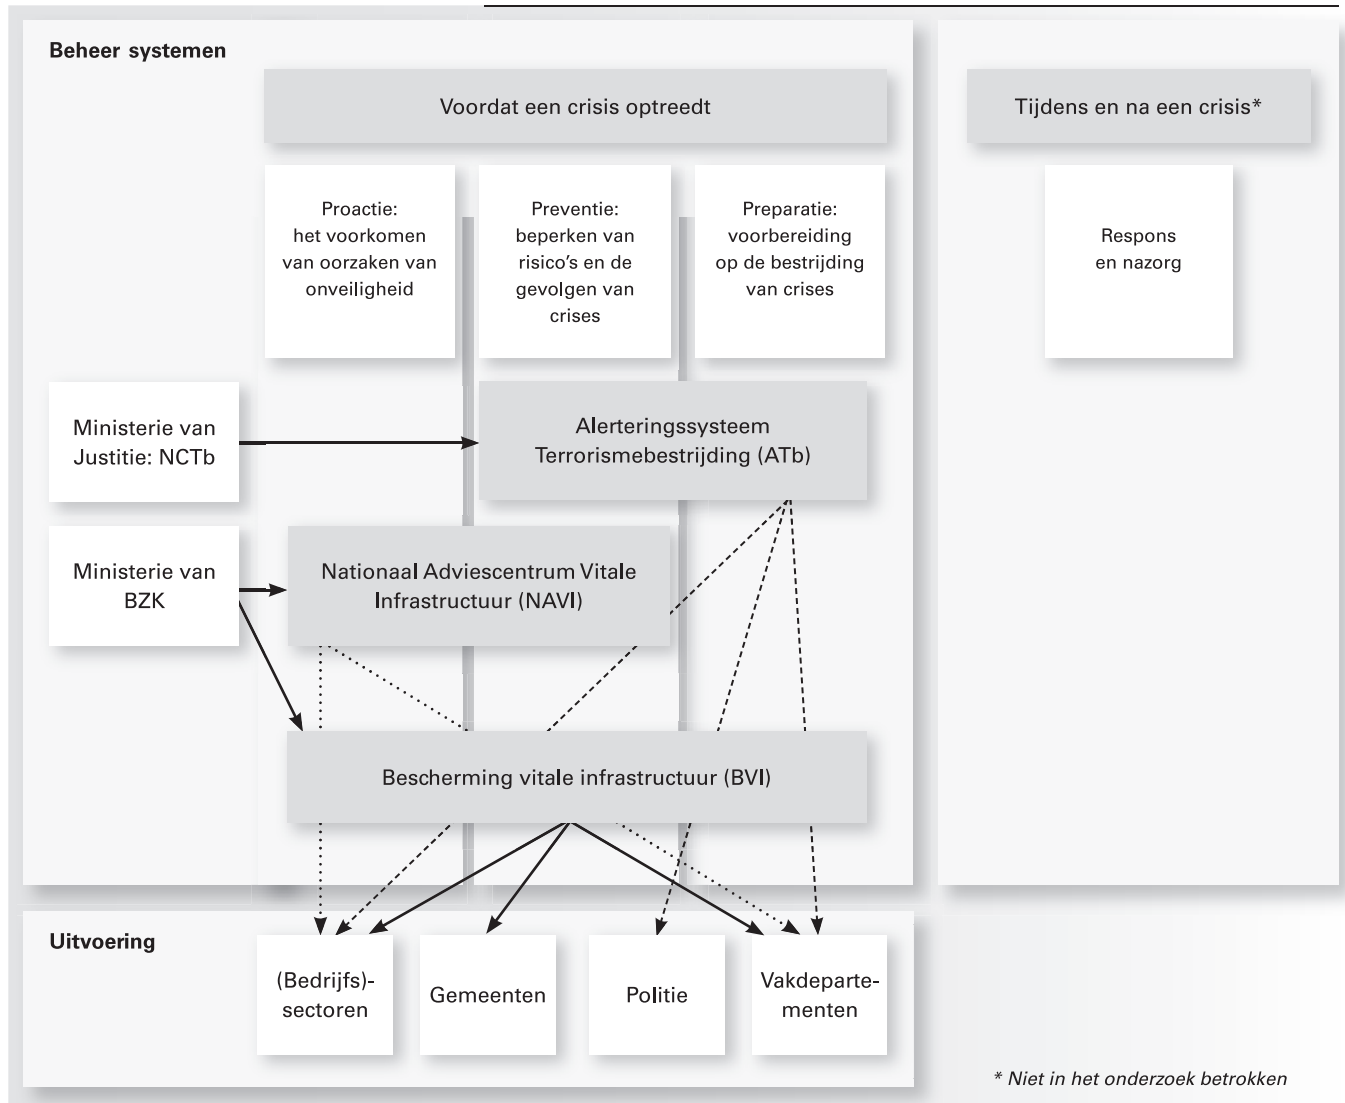 Beheer systemen
Voordat een crisis optreedt
Tijdens en na een crisis*
Proactie:
het voorkomen
van oorzaken van
onveiligheid
Preventie:
beperken van
risico's en de
gevolgen van
crises
Preparatie:
voorbereiding
op de bestrijding
van crises
Respons
en nazorg
Ministerie van
Justitie: NCTb
Alerteringssysteem
Terrorismebestrijding (ATb)
Ministerie van
BZK
Nationaal Adviescentrum Vitale
Infrastructuur (NAVI)
Bescherming vitale infrastructuur (BVI)
Uitvoering
(Bedrijfs)-
sectoren
Gemeenten
Politie
Vakdeparte-
menten
* Niet in het onderzoek betrokken